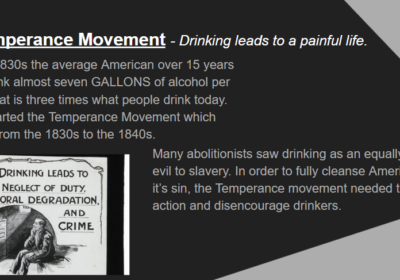 mperance Movement - Drinking leads to a painful life.
830s the average American over 15 years
nk almost seven GALLONS of alcohol per
at is three times what people drink today.
arted the Temperance Movement which
rom the 1830s to the 1840s.
Many abolitionists saw drinking as an equally
evil to slavery. In order to fully cleanse Ameri
it's sin, the Temperance movement needed t
action and disencourage drinkers.
DRINKING LEADS TO
NEGLECT OF DUTY,
ORAL DEGRADATION,
AND
CRIME